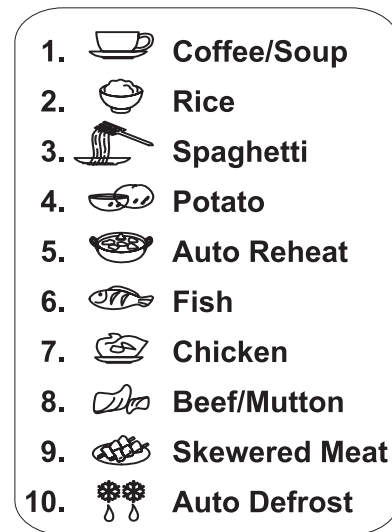 1. Coffee/Soup
2. Rice
3. Spaghetti
4. Potato
5. Auto Reheat
6. Fish
7. Chicken
8. Beef/Mutton
9. Skewered Meat
10. Auto Defrost